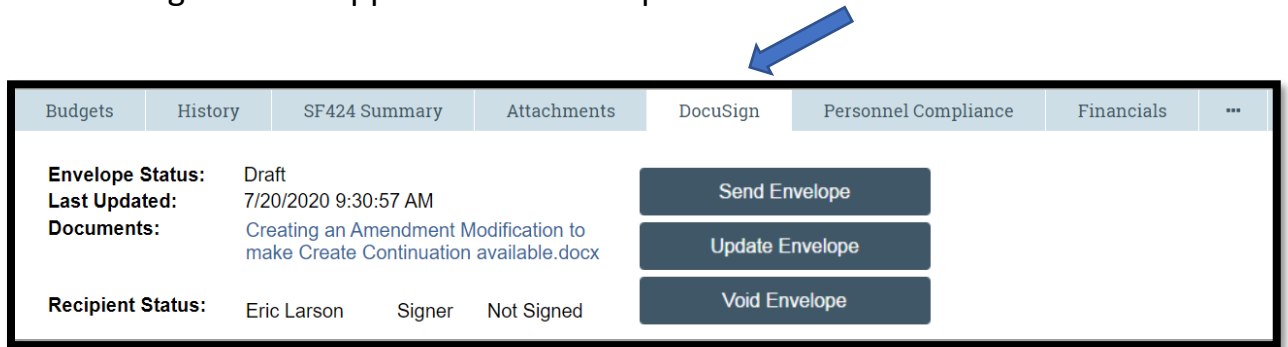 Budgets History SF424 Summary Attachments DocuSign Personnel Compliance Financials ...
Envelope Status: Draft Send Envelope
Last Updated: 7/20/2020 9:30:57 AM
Documents: Creating an Amendment Modification to
make Create Continuation available.docx Update Envelope
Recipient Status: Eric Larson Signer Not Signed Void Envelope